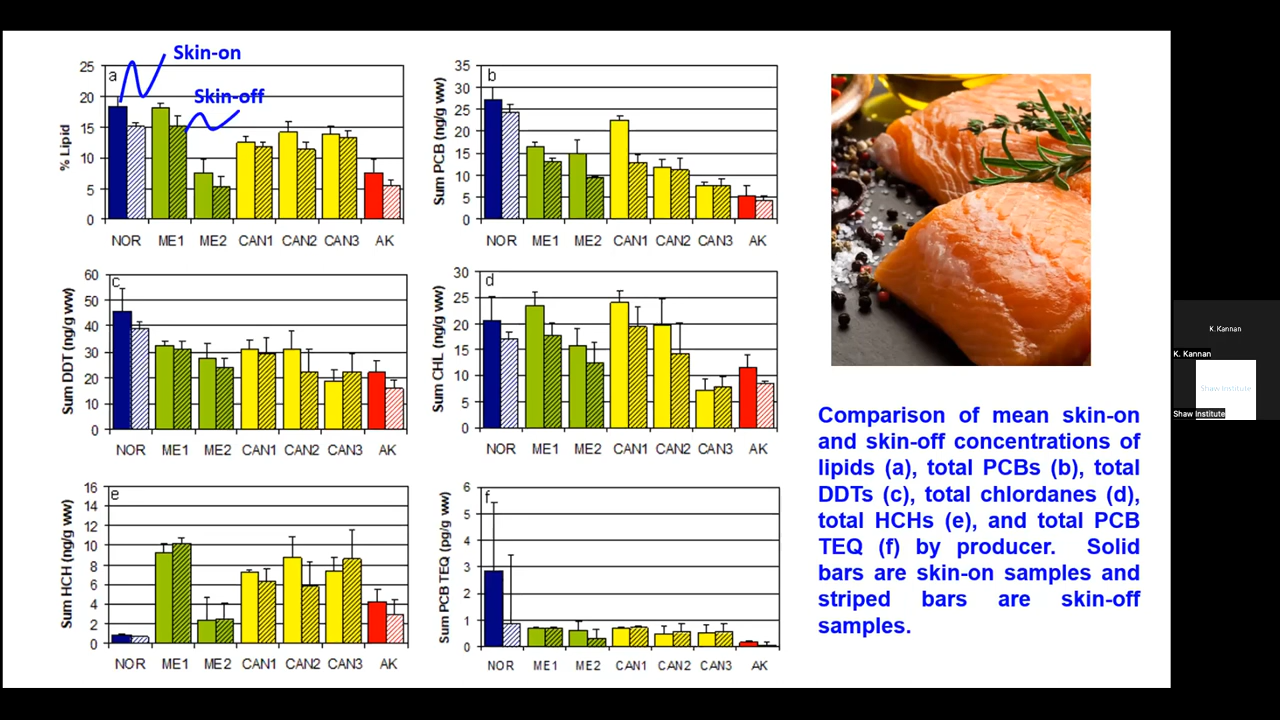 Skin-on
Skin-off
a
25
20
15
10
5
0
% Lipid
NOR ME1 ME2 CAN1 CAN2 CAN3 AK
b
35
30
25
20
15
10
5
0
Sum PCB (ng/g ww)
NOR ME1 ME2 CAN1 CAN2 CAN3 AK
c
60
50
40
30
20
10
0
Sum DDT (ng/g ww)
NOR ME1 ME2 CAN1 CAN2 CAN3 AK
d
30
25
20
15
10
5
0
Sum CHL (ng/g ww)
NOR ME1 ME2 CAN1 CAN2 CAN3 AK
e
16
14
12
10
8
6
4
2
0
Sum HCH (ng/g ww)
NOR ME1 ME2 CAN1 CAN2 CAN3 AK
f
6
5
4
3
2
1
0
Sum PCB TEQ (pg/g ww)
NOR ME1 ME2 CAN1 CAN2 CAN3 AK
Comparison of mean skin-on
and skin-off concentrations of
lipids (a), total PCBs (b), total
DDTs (c), total chlordanes (d),
total HCHs (e), and total PCB
TEQ (f) by producer. Solid
bars are skin-on samples and
striped bars are skin-off
samples.
K. Kannan
K. Kannan
Shaw Institute
Shaw Institute